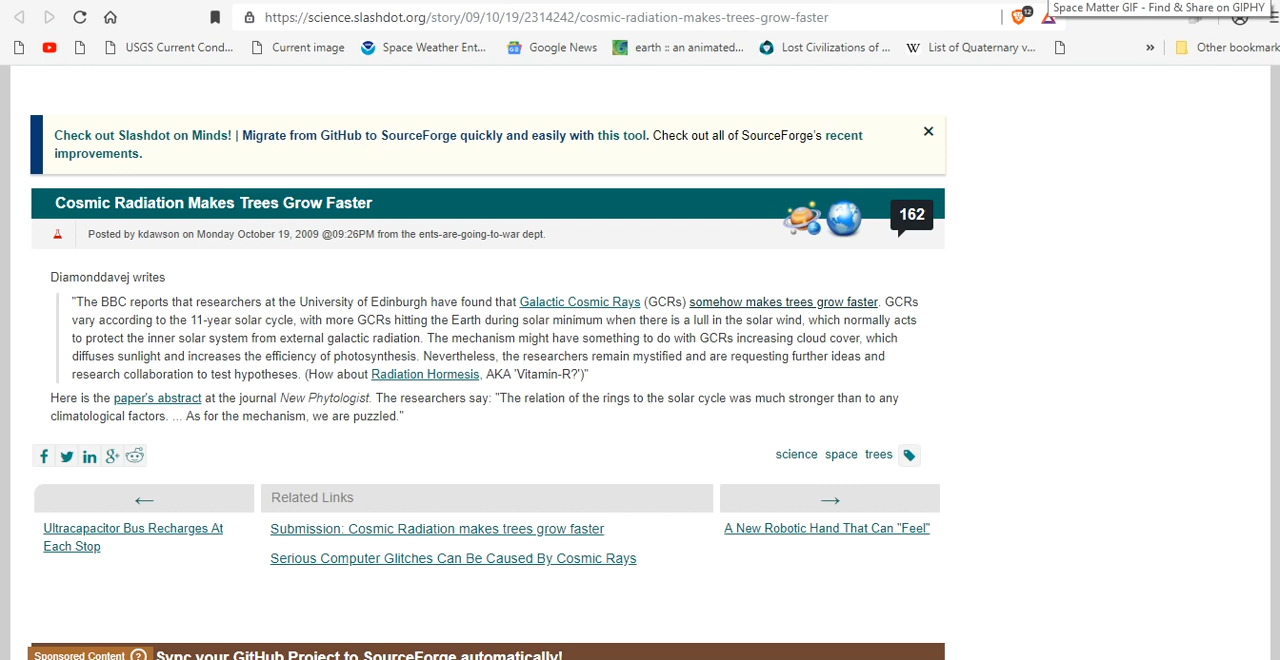 https://science.slashdot.org/story/09/10/19/2314242/cosmic-radiation-makes-trees-grow-faster
12
Space Matter GIF - Find & Share on GIPHY
USGS Current Cond...
Current image
Space Weather Ent...
Google News
earth :: an animated...
Lost Civilizations of ...
W
List of Quaternary v...
»
Other bookmark
Check out Slashdot on Minds! | Migrate from GitHub to SourceForge quickly and easily with this tool. Check out all of SourceForge's recent
improvements.
Cosmic Radiation Makes Trees Grow Faster
162
Posted by kdawson on Monday October 19, 2009 @09:26PM from the ents-are-going-to-war dept.
Diamonddavej writes
"The BBC reports that researchers at the University of Edinburgh have found that Galactic Cosmic Rays (GCRs) somehow makes trees grow faster. GCRs
vary according to the 11-year solar cycle, with more GCRs hitting the Earth during solar minimum when there is a lull in the solar wind, which normally acts
to protect the inner solar system from external galactic radiation. The mechanism might have something to do with GCRs increasing cloud cover, which
diffuses sunlight and increases the efficiency of photosynthesis. Nevertheless, the researchers remain mystified and are requesting further ideas and
research collaboration to test hypotheses. (How about Radiation Hormesis, AKA 'Vitamin-R?')"
Here is the paper's abstract at the journal New Phytologist. The researchers say: "The relation of the rings to the solar cycle was much stronger than to any
climatological factors. ... As for the mechanism, we are puzzled."
science space trees
← Related Links →
Ultracapacitor Bus Recharges At
Each Stop
Submission: Cosmic Radiation makes trees grow faster
Serious Computer Glitches Can Be Caused By Cosmic Rays
A New Robotic Hand That Can "Feel"
Sponsored Content ? Sync your GitHub Project to SourceForge automatically!